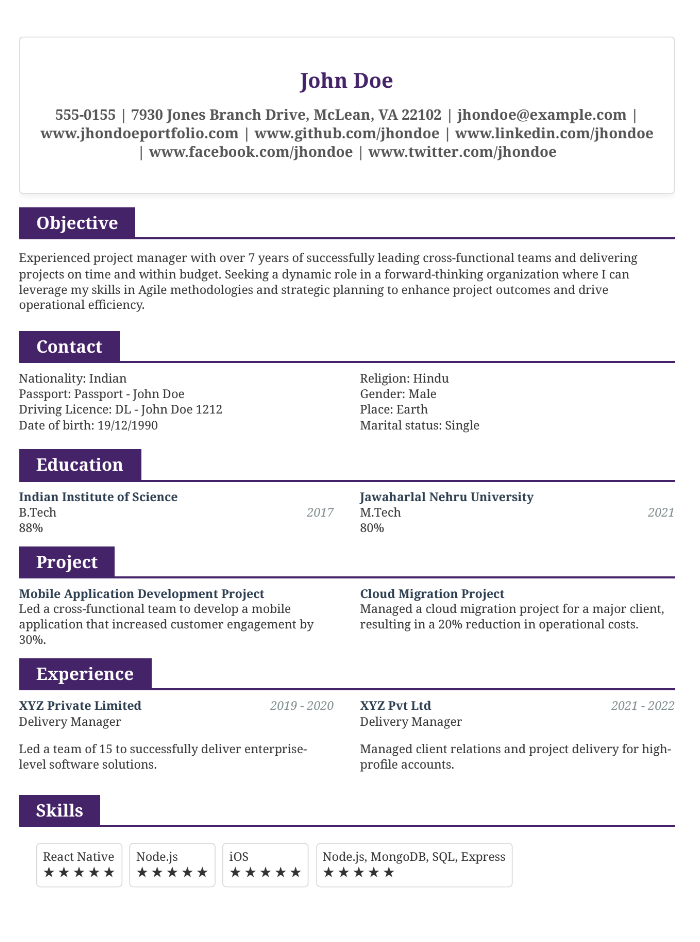 John Doe
555-0155 | 7930 Jones Branch Drive, McLean, VA 22102 | jhondoe@example.com |
www.jhondoeportfolio.com | www.github.com/jhondoe | www.linkedin.com/jhondoe
| www.facebook.com/jhondoe | www.twitter.com/jhondoe
Objective
Experienced project manager with over 7 years of successfully leading cross-functional teams and delivering
projects on time and within budget. Seeking a dynamic role in a forward-thinking organization where I can
leverage my skills in Agile methodologies and strategic planning to enhance project outcomes and drive
operational efficiency.
Contact
Nationality: Indian
Passport: Passport - John Doe
Driving Licence: DL - John Doe 1212
Date of birth: 19/12/1990
Religion: Hindu
Gender: Male
Place: Earth
Marital status: Single
Education
Indian Institute of Science
B.Tech 2017
88%
Jawaharlal Nehru University
M.Tech 2021
80%
Project
Mobile Application Development Project
Led a cross-functional team to develop a mobile
application that increased customer engagement by
30%.
Cloud Migration Project
Managed a cloud migration project for a major client,
resulting in a 20% reduction in operational costs.
Experience
XYZ Private Limited 2019 - 2020
Delivery Manager
Led a team of 15 to successfully deliver enterprise-
level software solutions.
XYZ Pvt Ltd 2021 - 2022
Delivery Manager
Managed client relations and project delivery for high-
profile accounts.
Skills
React Native
★★★★★
Node.js
★★★★★
iOS
★★★★★
Node.js, MongoDB, SQL, Express
★★★★★